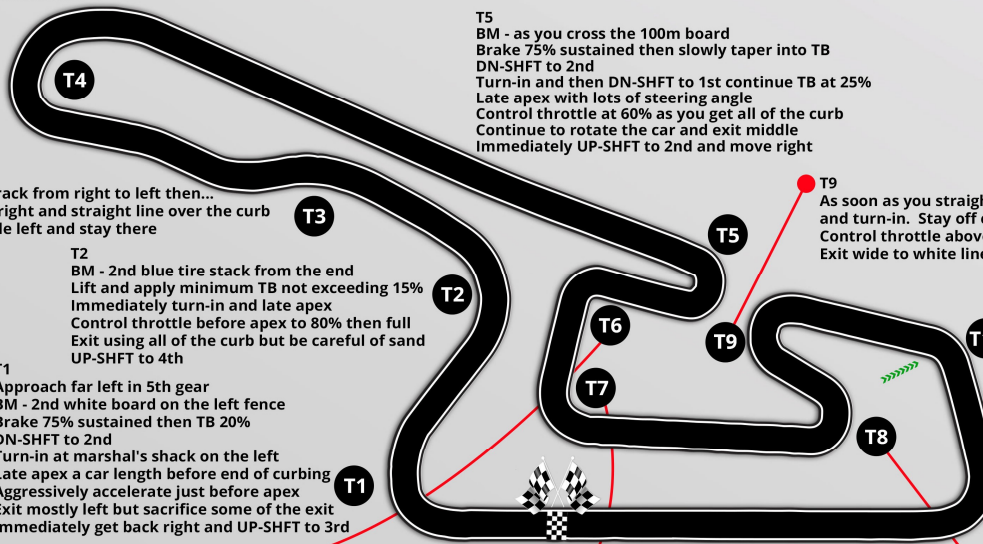 T5
BM - as you cross the 100m board
Brake 75% sustained then slowly taper into TB
DN-SHFT to 2nd
Turn-in and then DN-SHFT to 1st continue TB at 25%
Late apex with lots of steering angle
Control throttle at 60% as you get all of the curb
Continue to rotate the car and exit middle
Immediately UP-SHFT to 2nd and move right
T4
T9
As soon as you straigh
and turn-in. Stay off
Control throttle above
Exit wide to white line
rack from right to left then...
right and straight line over the curb
le left and stay there
T3
T5
T2
BM - 2nd blue tire stack from the end
Lift and apply minimum TB not exceeding 15%
Immediately turn-in and late apex
Control throttle before apex to 80% then full
Exit using all of the curb but be careful of sand
UP-SHFT to 4th
T2
T6
T9
T
T7
T8
T1
Approach far left in 5th gear
BM - 2nd white board on the left fence
Brake 75% sustained then TB 20%
DN-SHFT to 2nd
Turn-in at marshal's shack on the left
Late apex a car length before end of curbing
Aggressively accelerate just before apex
Exit mostly left but sacrifice some of the exit
Immediately get back right and UP-SHFT to 3rd
T1